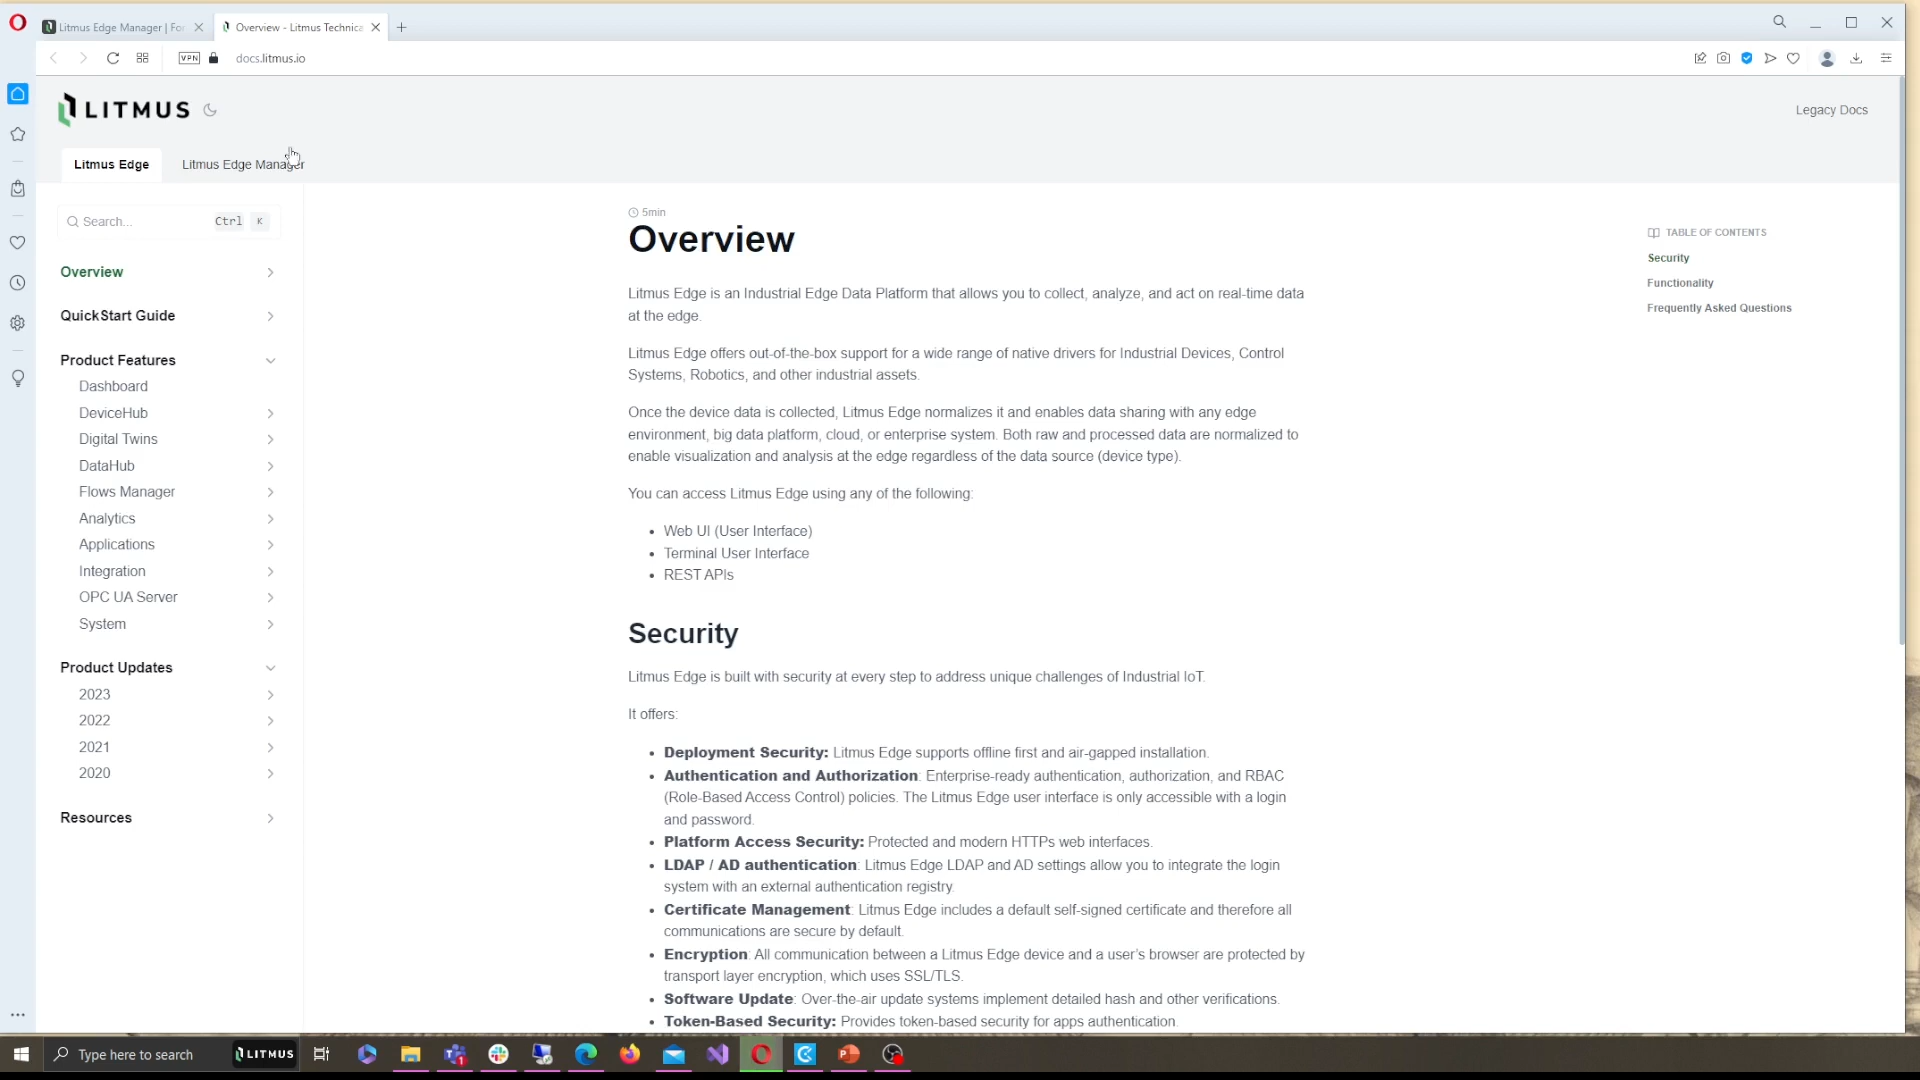 Litmus Edge Manager | For
Overview - Litmus Technica
VPN
docs.litmus.io
LITMUS
Legacy Docs
Litmus Edge
Litmus Edge Manager
Search...
Ctrl K
Overview
QuickStart Guide
Product Features
Dashboard
DeviceHub
Digital Twins
DataHub
Flows Manager
Analytics
Applications
Integration
OPC UA Server
System
Product Updates
2023
2022
2021
2020
Resources
5min
Overview
Litmus Edge is an Industrial Edge Data Platform that allows you to collect, analyze, and act on real-time data
at the edge.
Litmus Edge offers out-of-the-box support for a wide range of native drivers for Industrial Devices, Control
Systems, Robotics, and other industrial assets.
Once the device data is collected, Litmus Edge normalizes it and enables data sharing with any edge
environment, big data platform, cloud, or enterprise system. Both raw and processed data are normalized to
enable visualization and analysis at the edge regardless of the data source (device type).
You can access Litmus Edge using any of the following:
• Web UI (User Interface)
• Terminal User Interface
• REST APIs
Security
Litmus Edge is built with security at every step to address unique challenges of Industrial IoT.
It offers:
• Deployment Security: Litmus Edge supports offline first and air-gapped installation.
• Authentication and Authorization: Enterprise-ready authentication, authorization, and RBAC
(Role-Based Access Control) policies. The Litmus Edge user interface is only accessible with a login
and password.
• Platform Access Security: Protected and modern HTTPs web interfaces.
• LDAP / AD authentication: Litmus Edge LDAP and AD settings allow you to integrate the login
system with an external authentication registry.
• Certificate Management: Litmus Edge includes a default self-signed certificate and therefore all
communications are secure by default.
• Encryption: All communication between a Litmus Edge device and a user's browser are protected by
transport layer encryption, which uses SSL/TLS.
• Software Update: Over-the-air update systems implement detailed hash and other verifications.
• Token-Based Security: Provides token-based security for apps authentication.
TABLE OF CONTENTS
Security
Functionality
Frequently Asked Questions
Type here to search
LITMUS